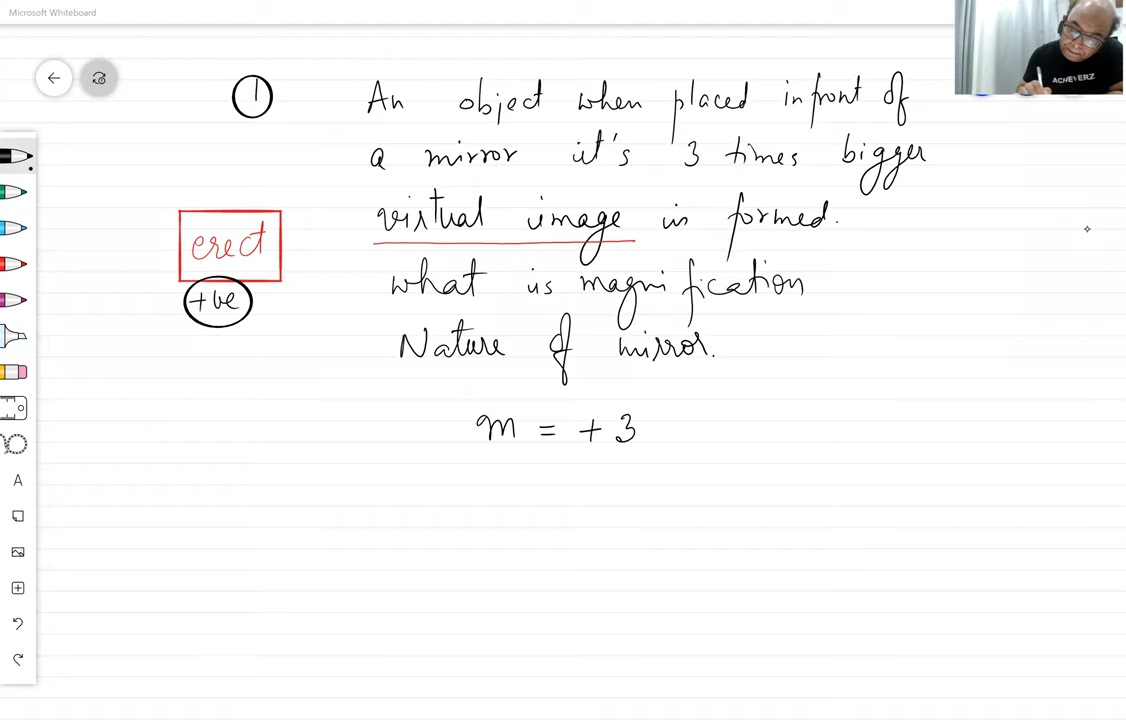 Microsoft Whiteboard
ACHEVERZ
1 An object when placed infront of
a mirror it's 3 times bigger
virtual image is formed.
erect
what is magnification
+ve
Nature of mirror.
m = + 3
A